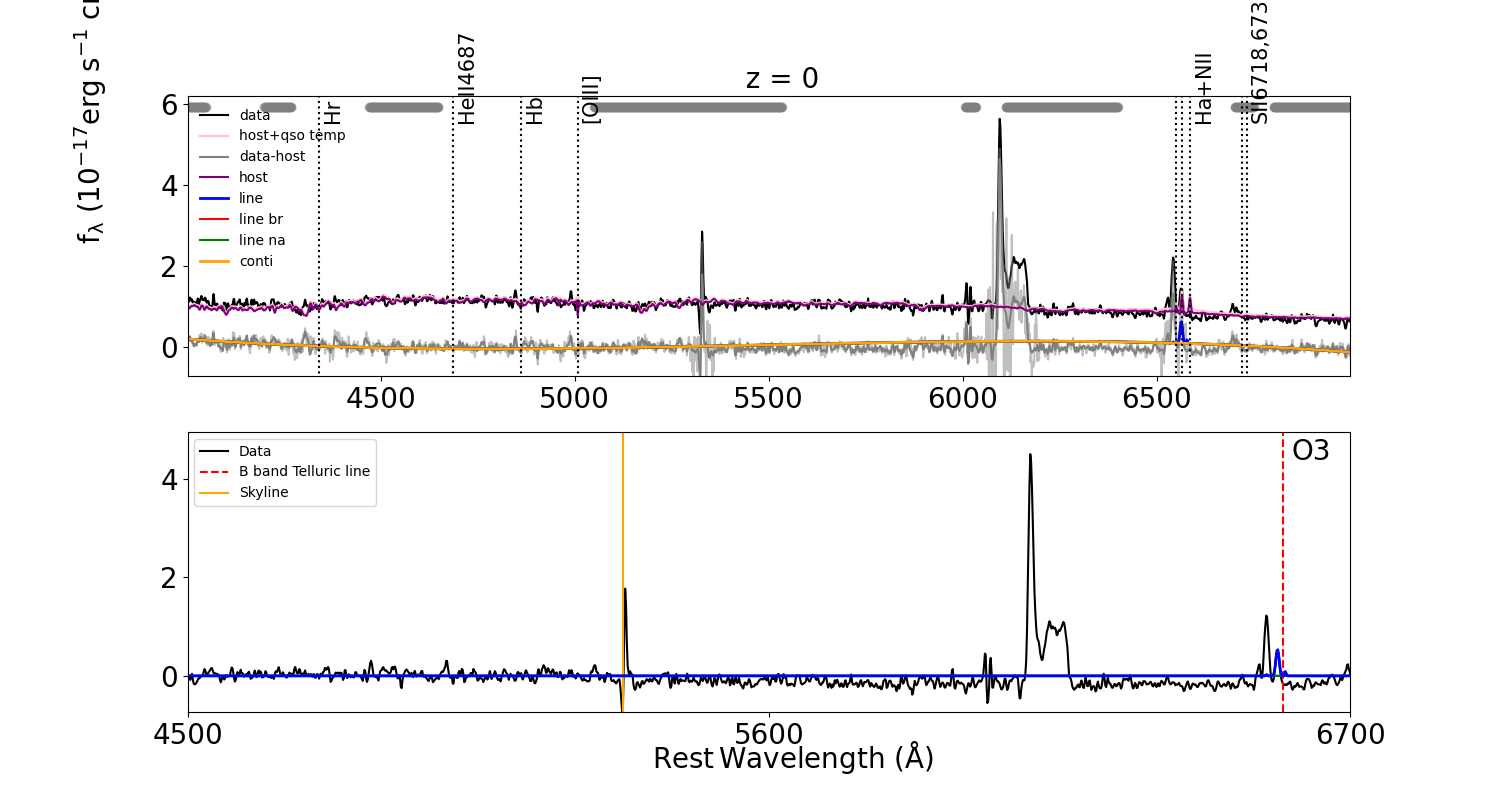 z = 0
fλ (10−17erg s−1 c
Hr
HeII4687
Hb
[OIII]
Ha+NII
SII6718,673
6
4
2
0
data
host+qso temp
data-host
host
line
line br
line na
conti
4500
5000
5500
6000
6500
Data
B band Telluric line
Skyline
O3
4
2
0
4500
5600
6700
Rest Wavelength (Å)